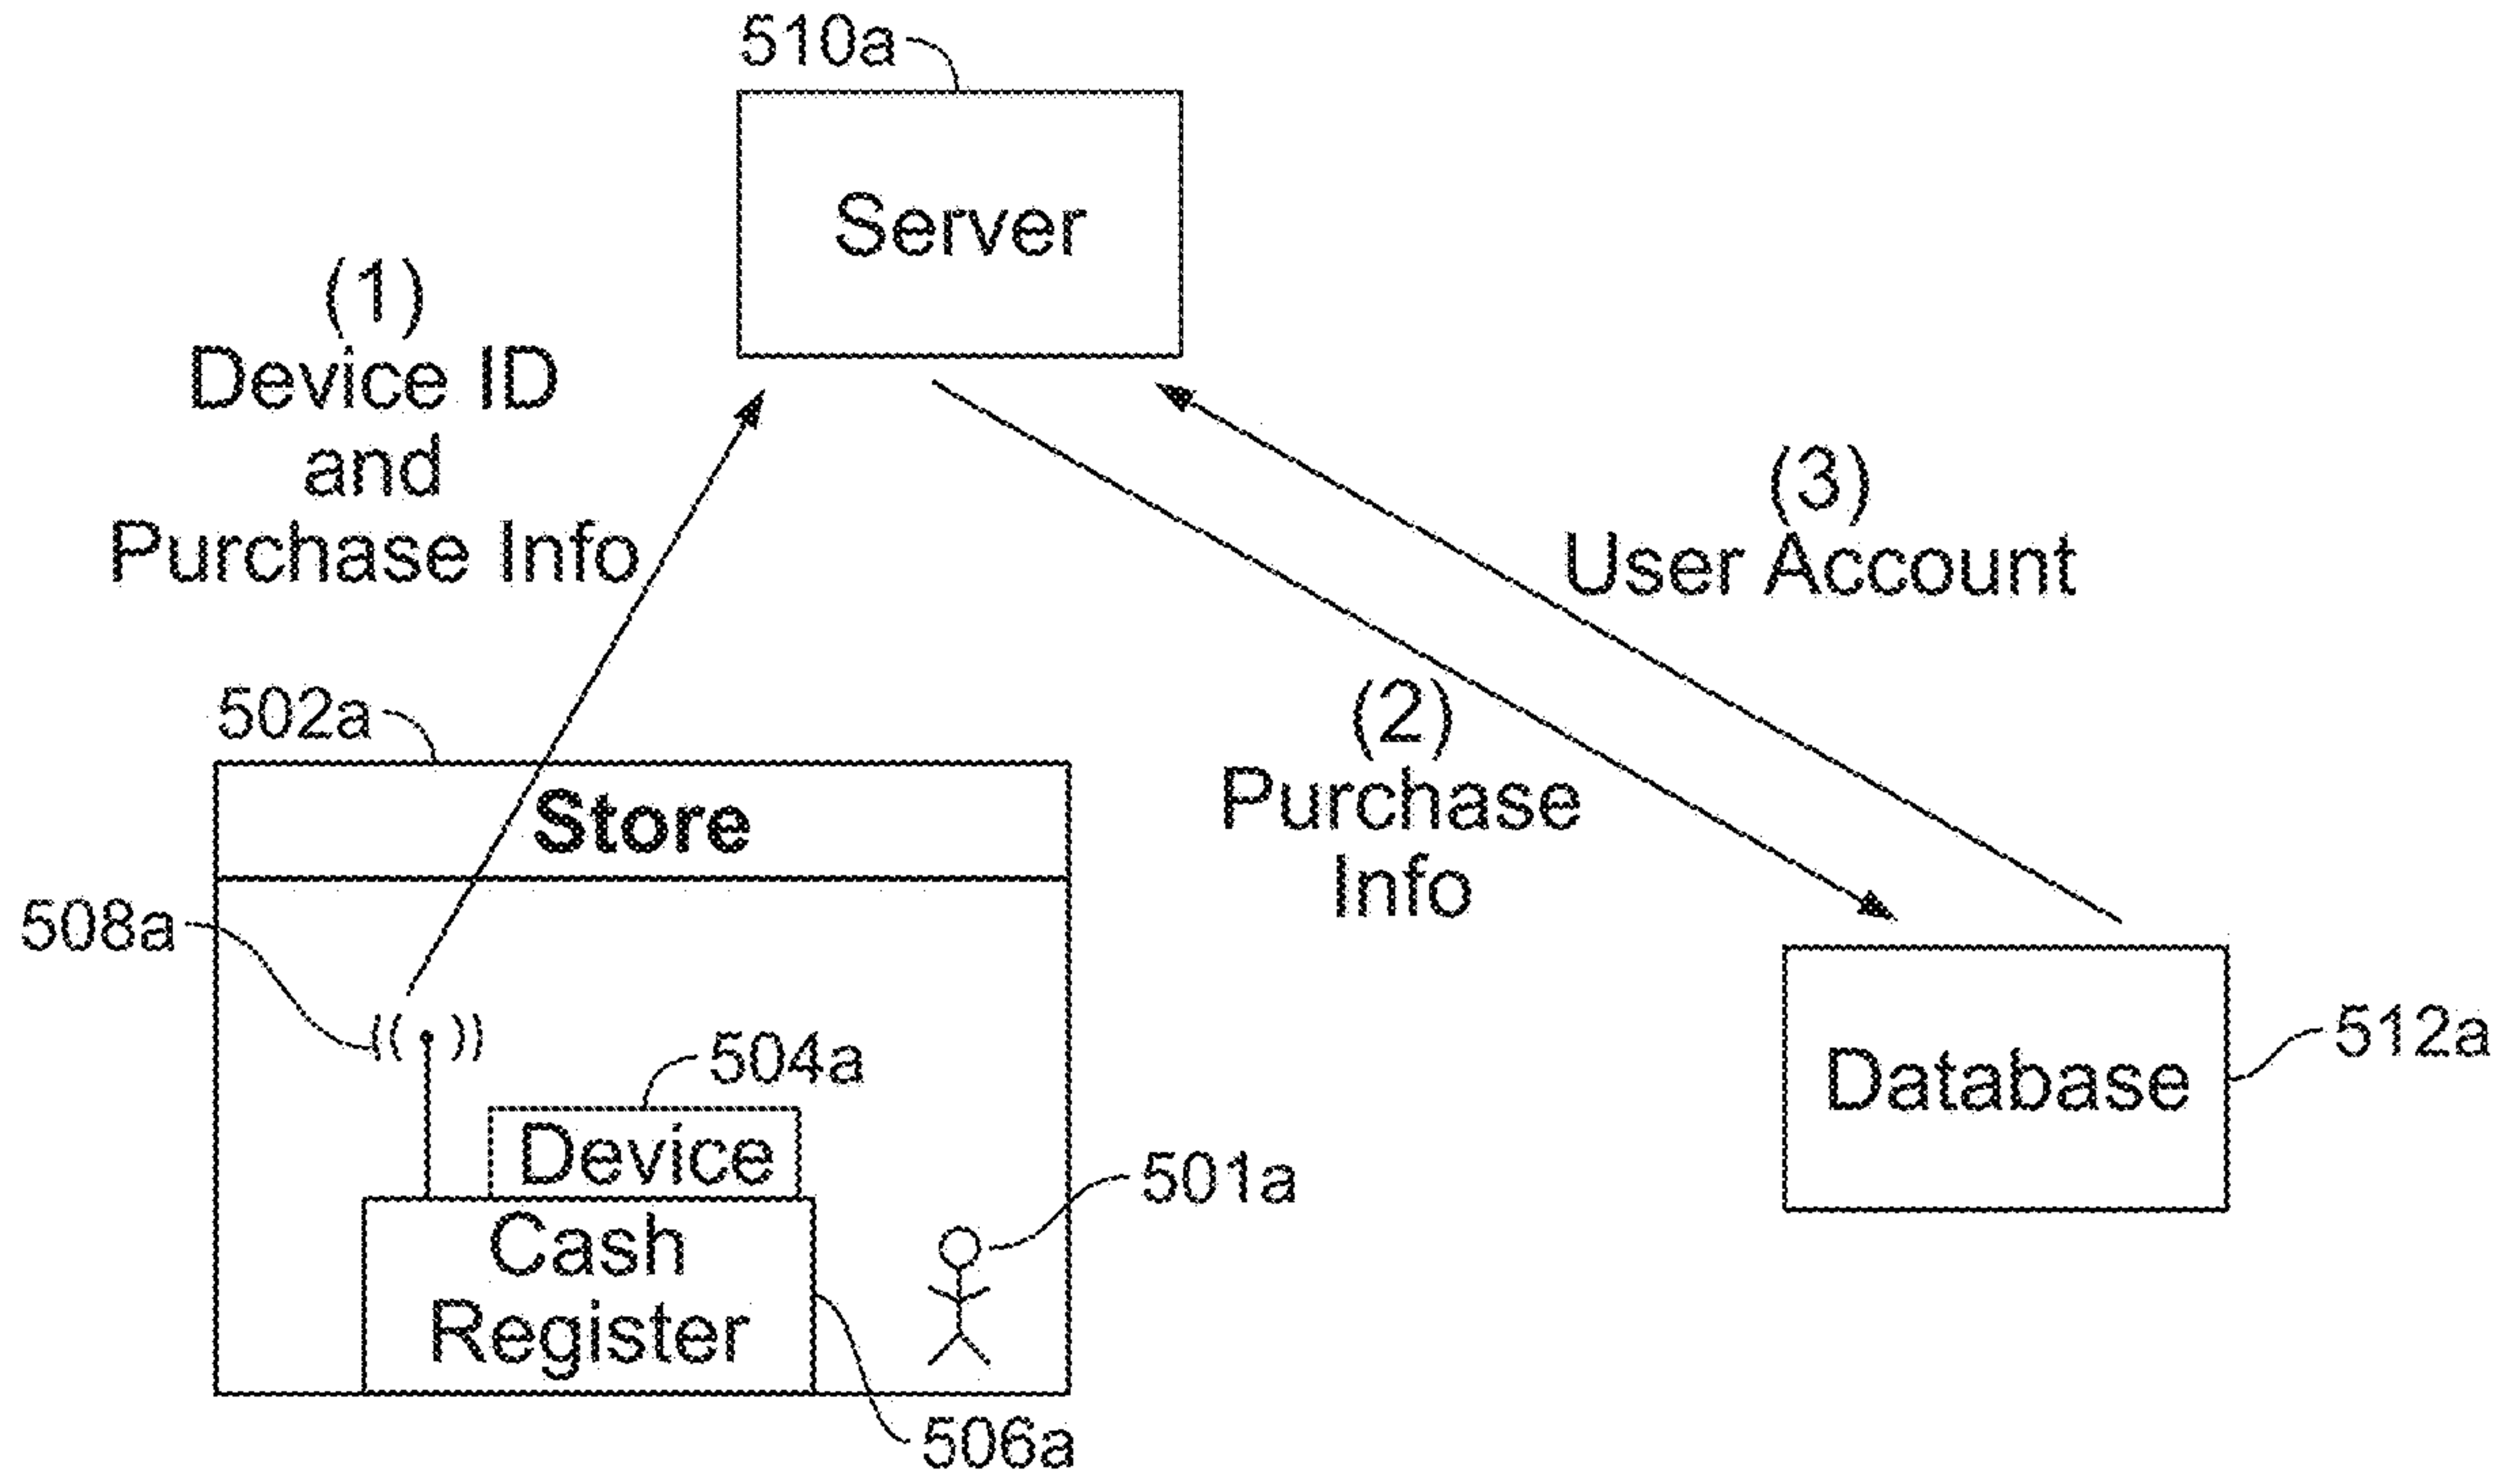 510a
Server
(1)
Device ID
and
Purchase Info
(3)
User Account
(2)
Purchase
Info
502a
Store
508a
504a
Device
Cash
Register
501a
506a
Database
512a